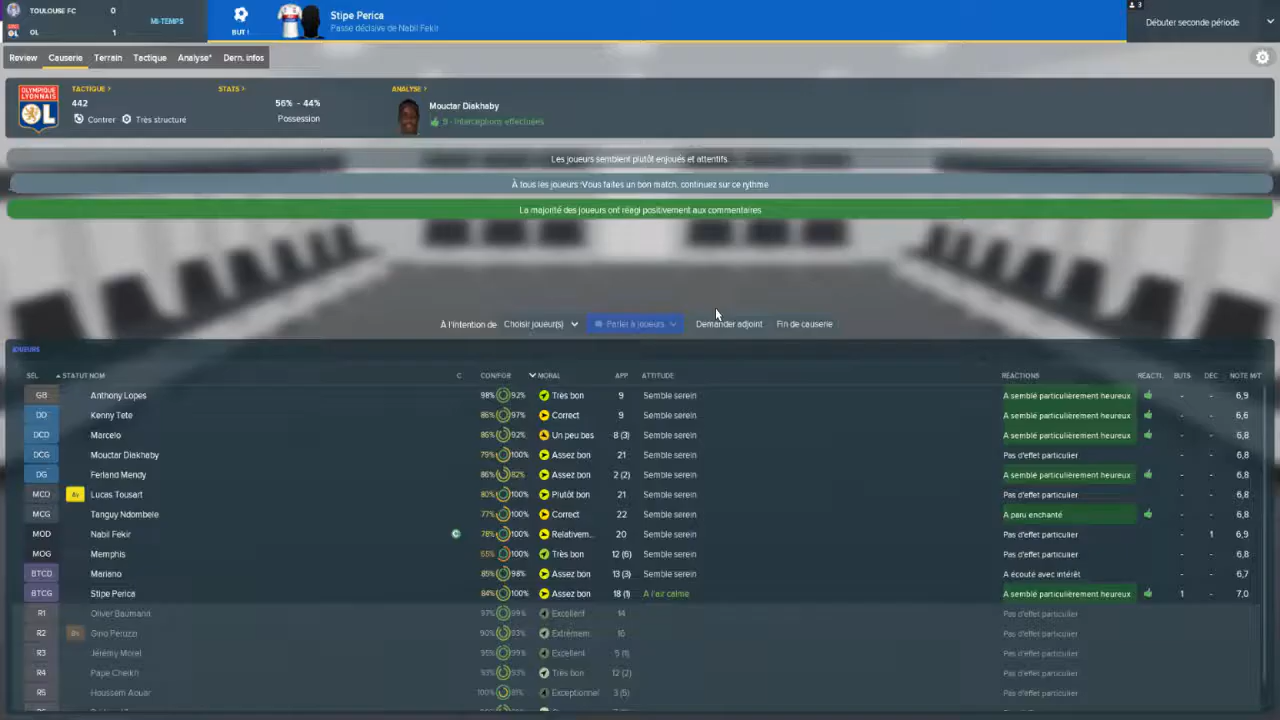 TOULOUSE FC 0
OL 1
MI-TEMPS
BUT !
Stipe Perica
Passe décisive de Nabil Fekir
3
Débuter seconde période
Review Causerie Terrain Tactique Analyse* Dern. infos
OLYMPIQUE LYONNAIS
OL
TACTIQUE >
442
Contrer Très structuré
STATS >
56% - 44%
Possession
ANALYSE >
Mouctar Diakhaby
9 - Interceptions effectuées
Les joueurs semblent plutôt enjoués et attentifs.
À tous les joueurs :Vous faites un bon match, continuez sur ce rythme
La majorité des joueurs ont réagi positivement aux commentaires
À l'intention de Choisir joueur(s) Parler à joueurs Demander adjoint Fin de causerie
JOUEURS
SÉL STATUT NOM C CON/FGR MORAL APP ATTITUDE RÉACTIONS RÉACTI.. BUTS DÉC NOTE M/T
GB Anthony Lopes 98% 92% Très bon 9 Semble serein A semblé particulièrement heureux - - 6,9
DD Kenny Tete 86% 97% Correct 9 Semble serein A semblé particulièrement heureux - - 6,6
DCD Marcelo 86% 92% Un peu bas 8 (3) Semble serein A semblé particulièrement heureux - - 6,8
DCG Mouctar Diakhaby 79% 100% Assez bon 21 Semble serein Pas d'effet particulier - - 6,8
DG Ferland Mendy 86% 82% Assez bon 2 (2) Semble serein A semblé particulièrement heureux - - 6,8
MCD Lucas Tousart 80% 100% Plutôt bon 21 Semble serein Pas d'effet particulier - - 6,8
MCG Tanguy Ndombele 77% 100% Correct 22 Semble serein A paru enchanté - - 6,8
MOD Nabil Fekir C 78% 100% Relativem... 20 Semble serein Pas d'effet particulier - 1 6,9
MOG Memphis 65% 100% Très bon 12 (6) Semble serein Pas d'effet particulier - - 6,8
BTCD Mariano 85% 98% Assez bon 13 (3) Semble serein A écouté avec intérêt - - 6,7
BTCG Stipe Perica 84% 100% Assez bon 18 (1) A l'air calme A semblé particulièrement heureux 1 - 7,0
R1 Oliver Baumann 97% 99% Excellent 14 Pas d'effet particulier - -
R2 Gino Peruzzi 90% 93% Extrêmem.. 16 Pas d'effet particulier - -
R3 Jérémy Morel 95% 99% Excellent 5 (1) Pas d'effet particulier - -
R4 Pape Cheikh 93% 93% Très bon 12 (2) Pas d'effet particulier - -
R5 Houssem Aouar 100% 81% Exceptionnel 3 (5) Pas d'effet particulier - -